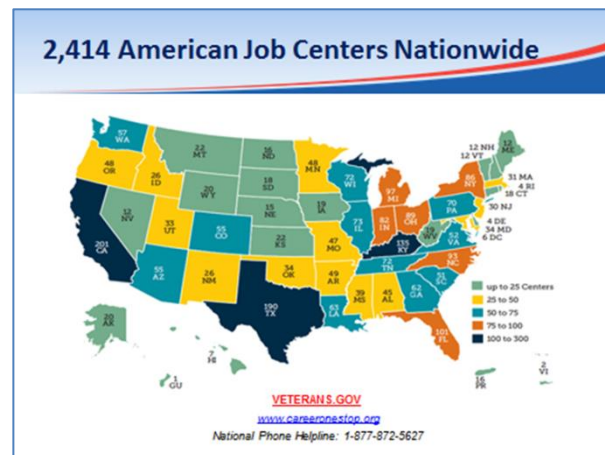 2,414 American Job Centers Nationwide
57
WA
48
OR
26
ID
22
MT
16
ND
48
MN
18
SD
20
WY
15
NE
19
IA
72
WI
97
MI
12 NH
12 VT
12
ME
86
NY
31 MA
4 RI
18 CT
30 NJ
4 DE
34 MD
6 DC
70
PA
89
OH
82
IN
73
IL
12
NV
33
UT
55
CO
22
KS
47
MO
135
KY
39
WV
52
VA
201
CA
55
AZ
26
NM
34
OK
49
AR
72
TN
93
NC
51
SC
62
GA
45
AL
39
MS
63
LA
190
TX
101
FL
20
AK
7
HI
1
GU
16
PR
2
VI
up to 25 Centers
25 to 50
50 to 75
75 to 100
100 to 300
VETERANS.GOV
www.careeronestop.org
National Phone Helpline: 1-877-872-5627